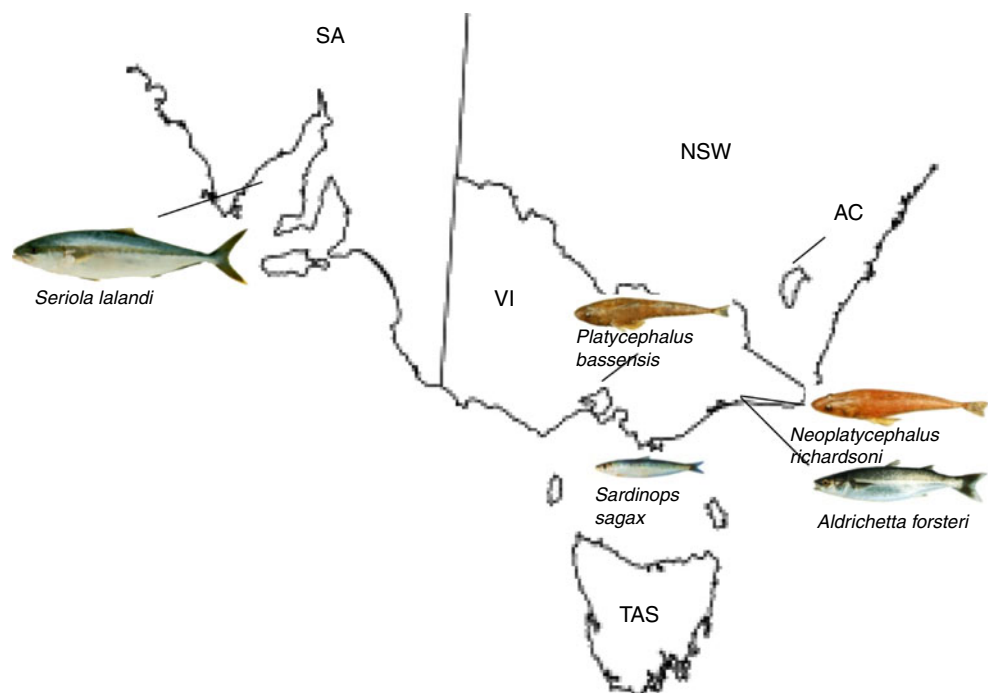 SA
NSW
AC
Seriola lalandi
VI
Platycephalus
bassensis
Neoplatycephalus
richardsoni
Sardinops
sagax
Aldrichetta forsteri
TAS